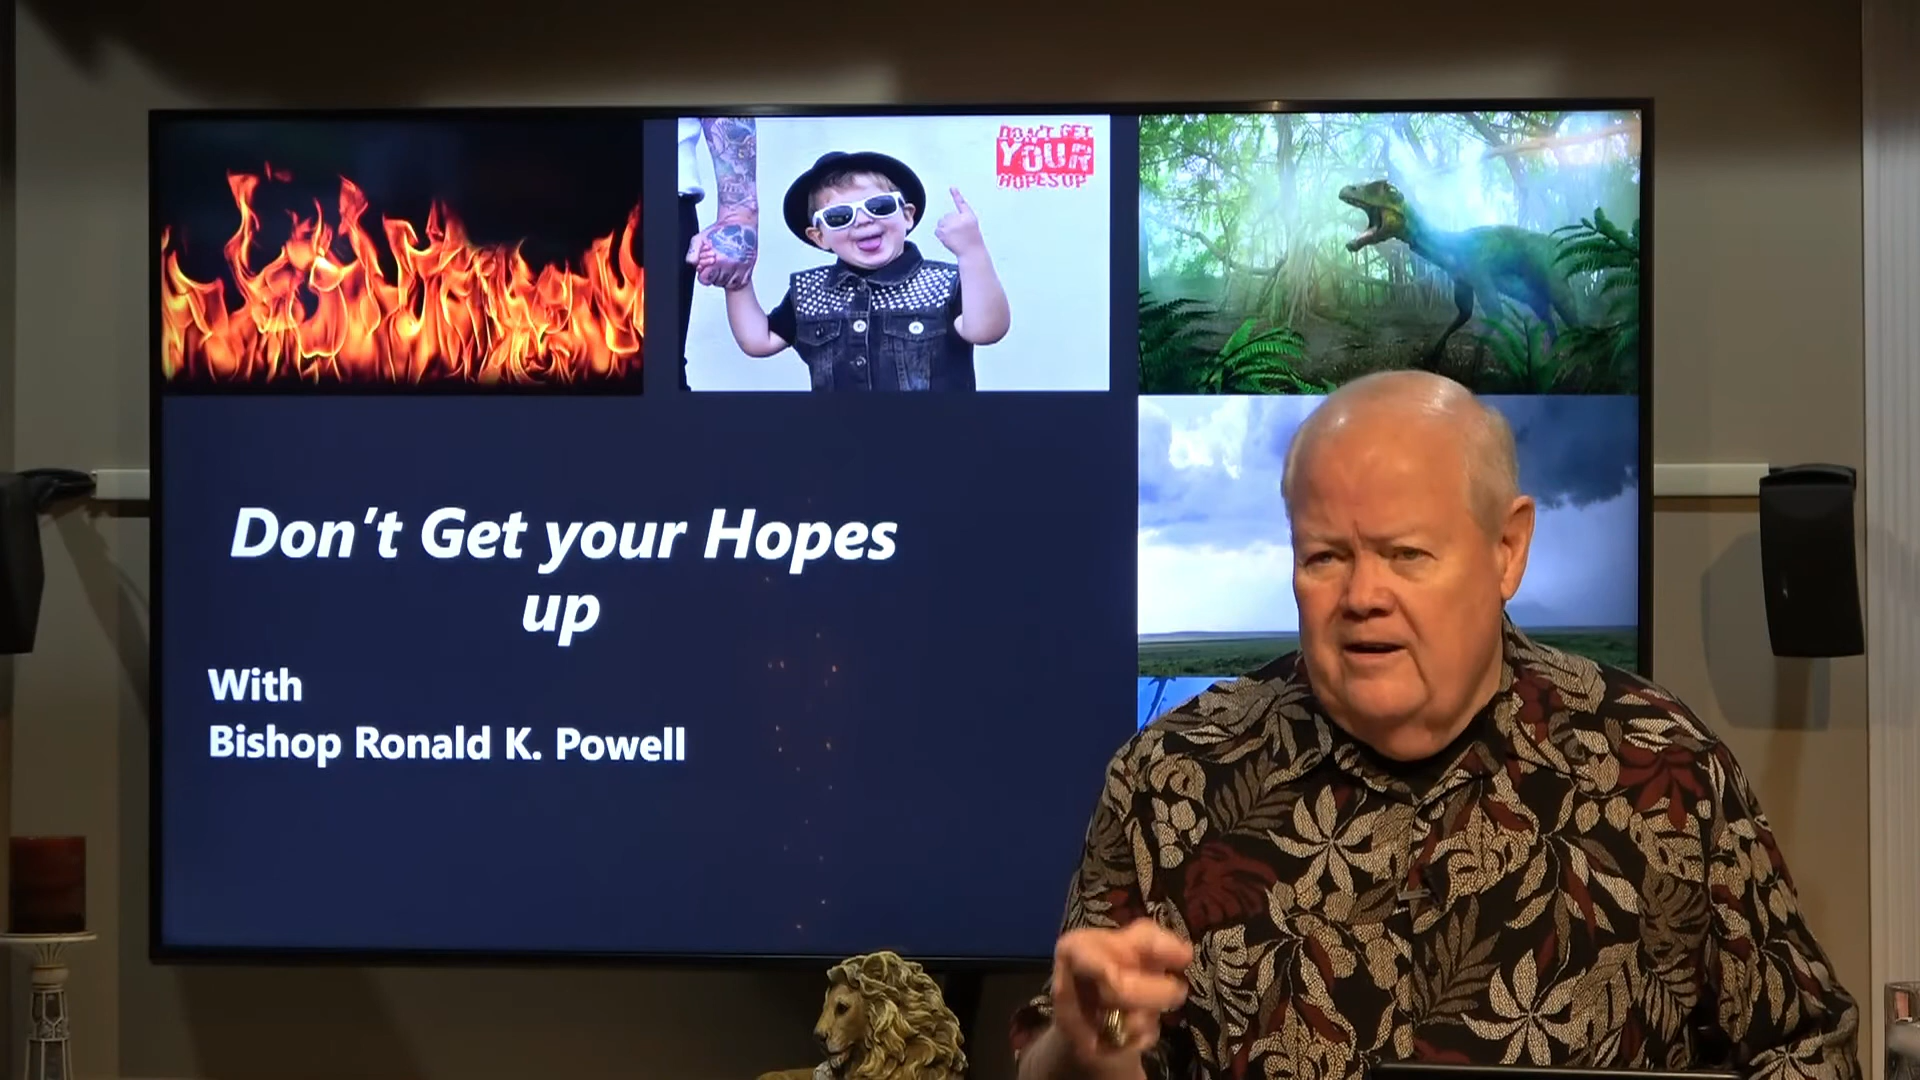 DON'T GET
YOUR
HOPES UP
Don't Get your Hopes
up
With
Bishop Ronald K. Powell